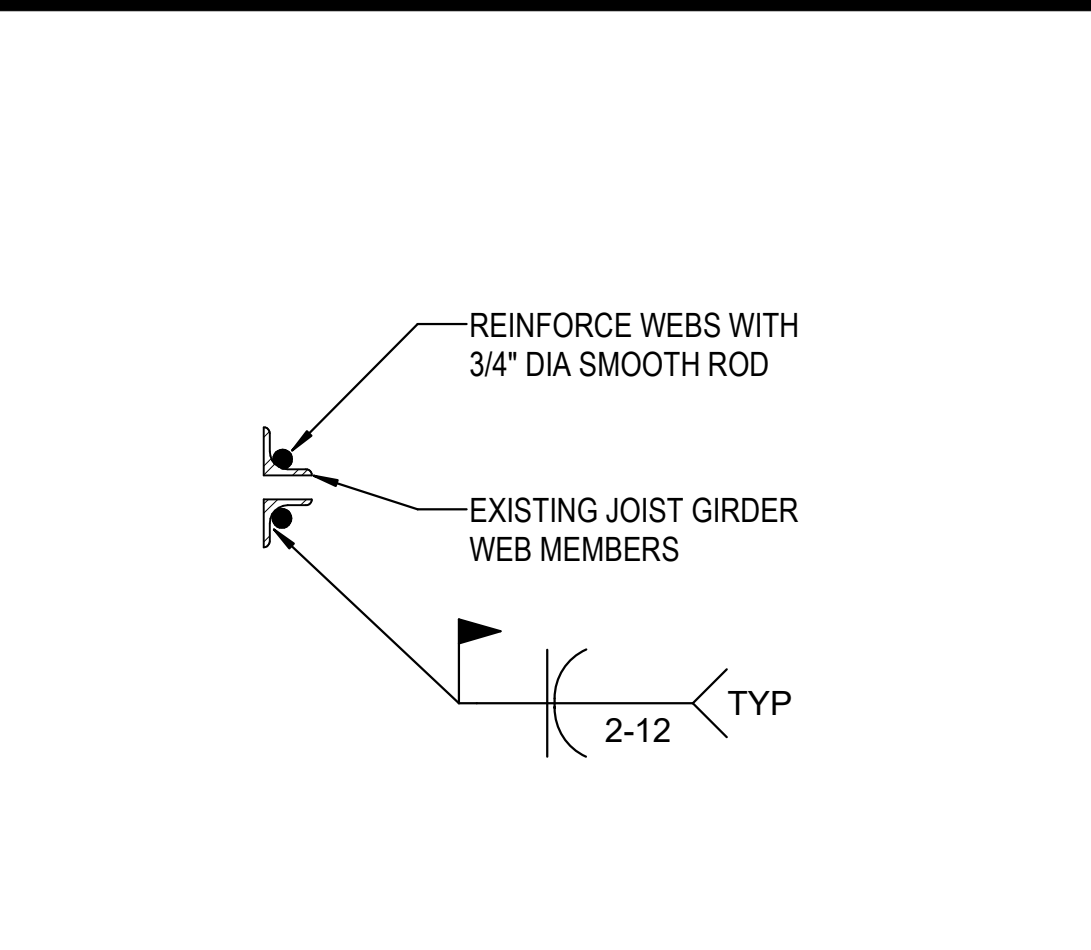 REINFORCE WEBS WITH
3/4" DIA SMOOTH ROD
EXISTING JOIST GIRDER
WEB MEMBERS
2-12
TYP